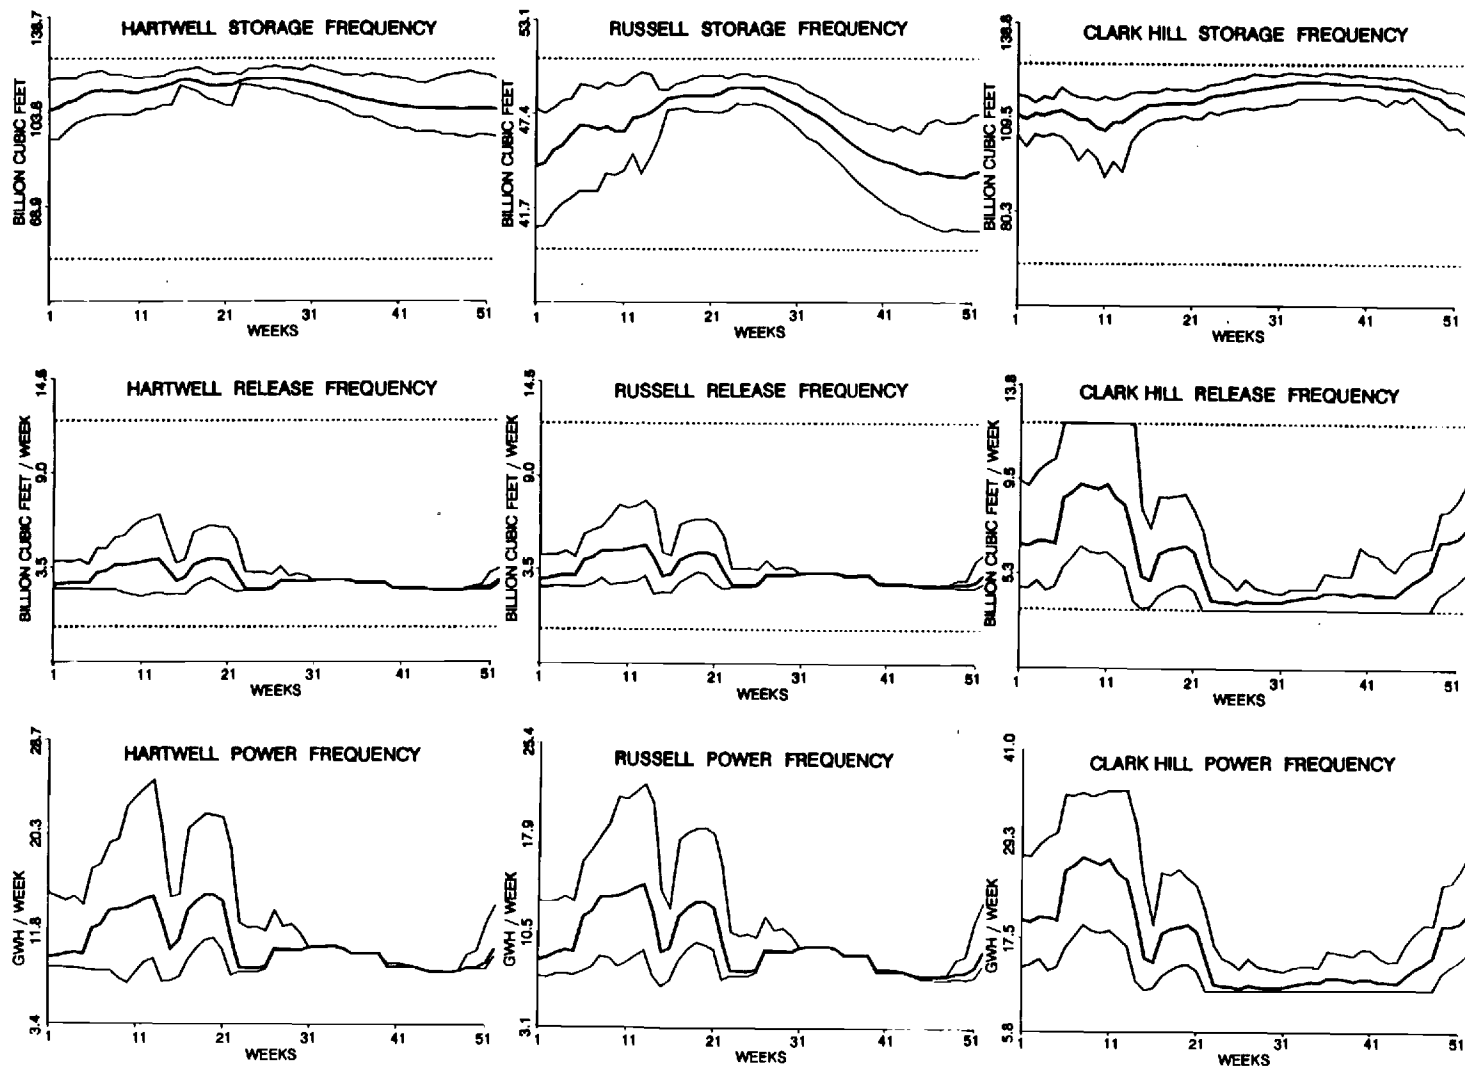 HARTWELL STORAGE FREQUENCY
BILLION CUBIC FEET
138.7
103.8
68.9
1 11 21 31 41 51
WEEKS
RUSSELL STORAGE FREQUENCY
BILLION CUBIC FEET
53.1
47.4
41.7
1 11 21 31 41 51
WEEKS
CLARK HILL STORAGE FREQUENCY
BILLION CUBIC FEET
138.8
109.5
80.3
1 11 21 31 41 51
WEEKS
HARTWELL RELEASE FREQUENCY
BILLION CUBIC FEET / WEEK
14.6
9.0
3.5
1 11 21 31 41 51
WEEKS
RUSSELL RELEASE FREQUENCY
BILLION CUBIC FEET / WEEK
14.5
9.0
3.5
1 11 21 31 41 51
WEEKS
CLARK HILL RELEASE FREQUENCY
BILLION CUBIC FEET / WEEK
13.8
9.5
5.3
1 11 21 31 41 51
WEEKS
HARTWELL POWER FREQUENCY
GWH / WEEK
28.7
20.3
11.8
3.4
1 11 21 31 41 51
WEEKS
RUSSELL POWER FREQUENCY
GWH / WEEK
25.4
17.9
10.5
3.1
1 11 21 31 41 51
WEEKS
CLARK HILL POWER FREQUENCY
GWH / WEEK
41.0
29.3
17.5
5.8
1 11 21 31 41 51
WEEKS